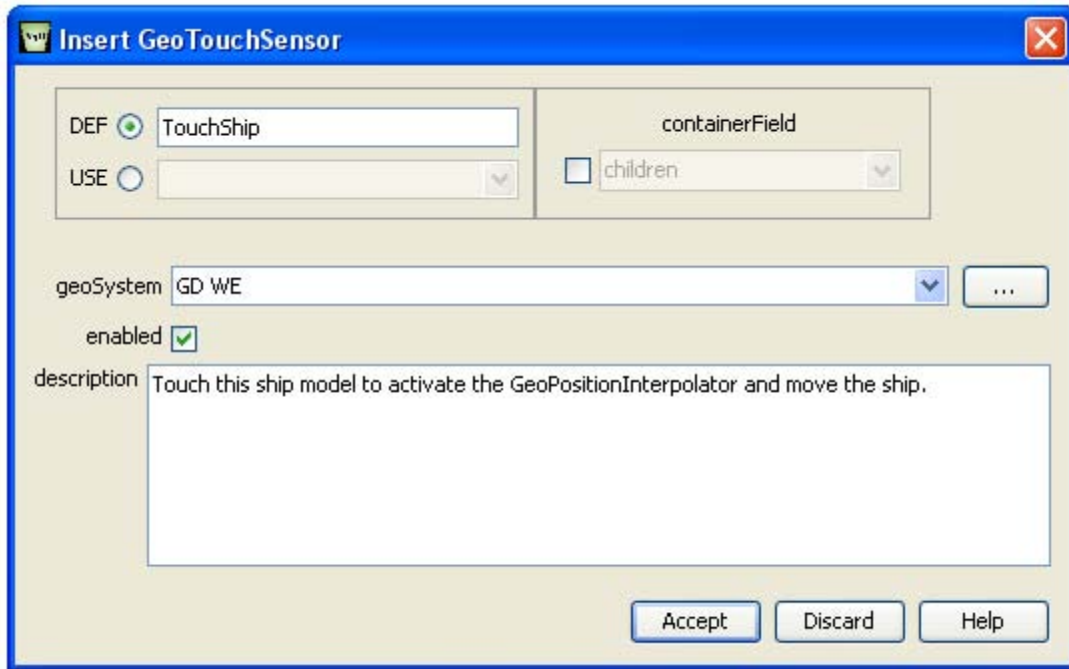 Insert GeoTouchSensor
DEF TouchShip
USE
containerField
children
geoSystem GD WE ...
enabled
description Touch this ship model to activate the GeoPositionInterpolator and move the ship.
Accept Discard Help